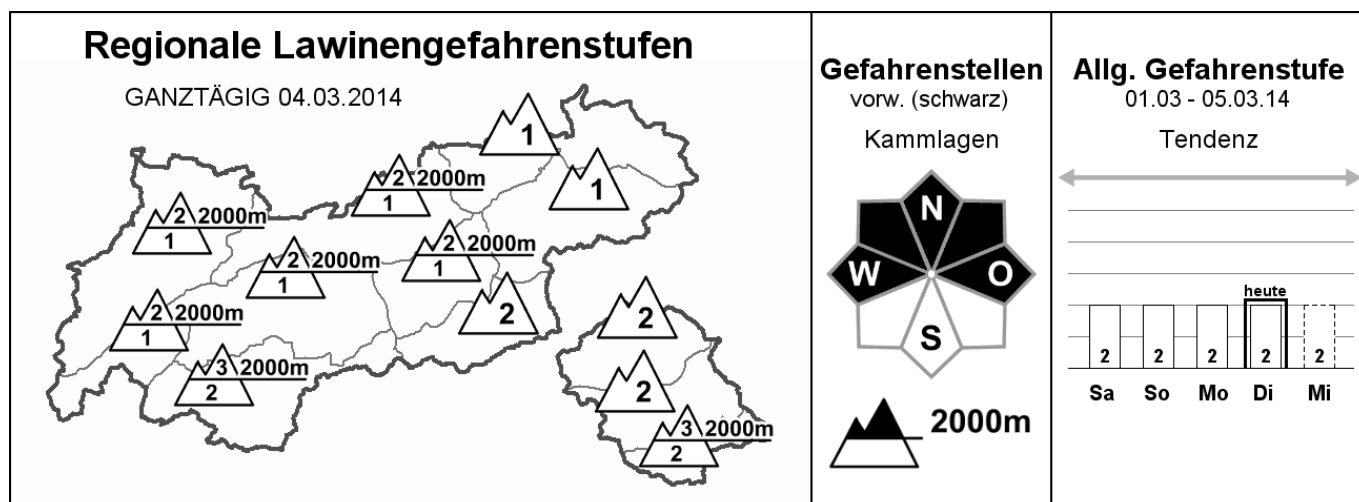 Regionale Lawinengefahrenstufen
GANZTÄGIG 04.03.2014
1
1
2 2000m
1
2 2000m
1
2 2000m
1
2 2000m
1
2
2
2 2000m
1
3 2000m
2
2
3 2000m
2
Gefahrenstellen
vorw. (schwarz)
Kammlagen
N
W O
S
2000m
Allg. Gefahrenstufe
01.03 - 05.03.14
Tendenz
heute
2 2 2 2 2
Sa So Mo Di Mi